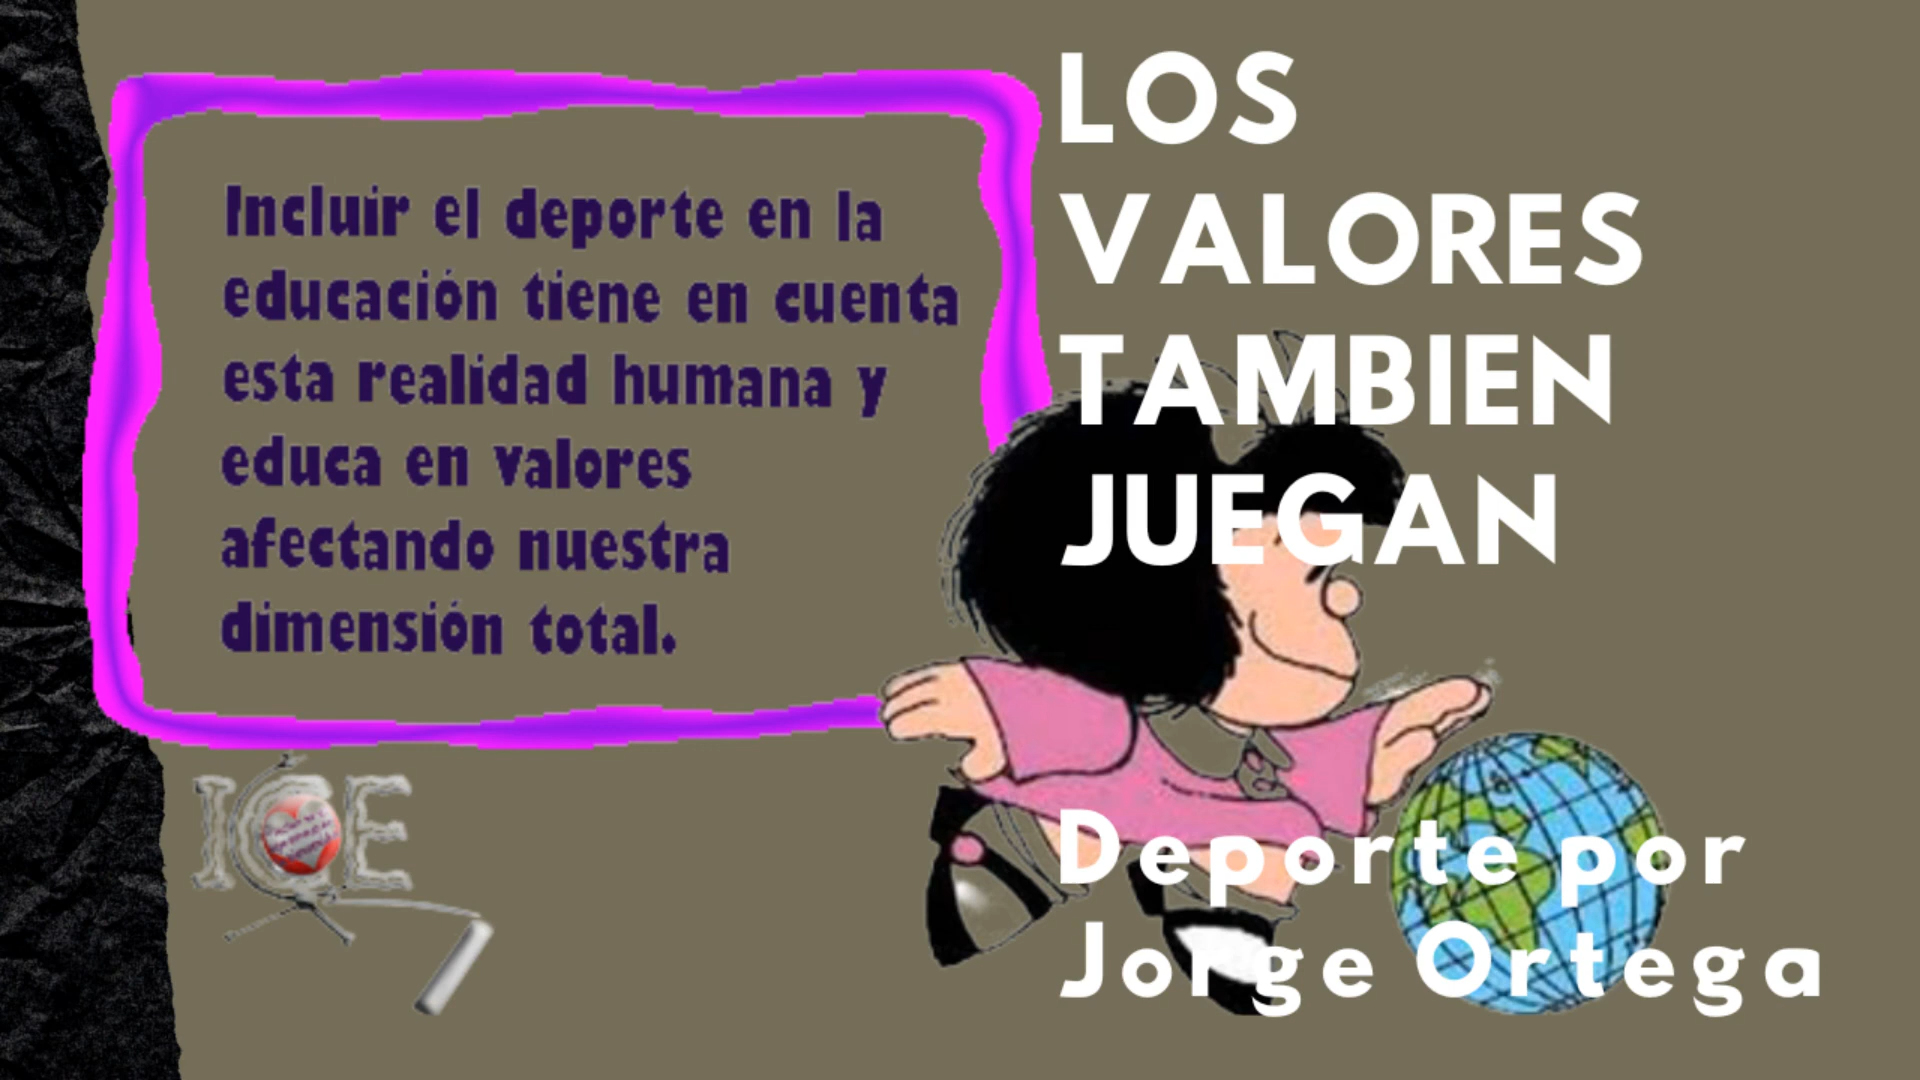 Incluir el deporte en la
educación tiene en cuenta
esta realidad humana y
educa en valores
afectando nuestra
dimensión total.
ICE
LOS
VALORES
TAMBIEN
JUEGAN
Deporte por
Jorge Ortega